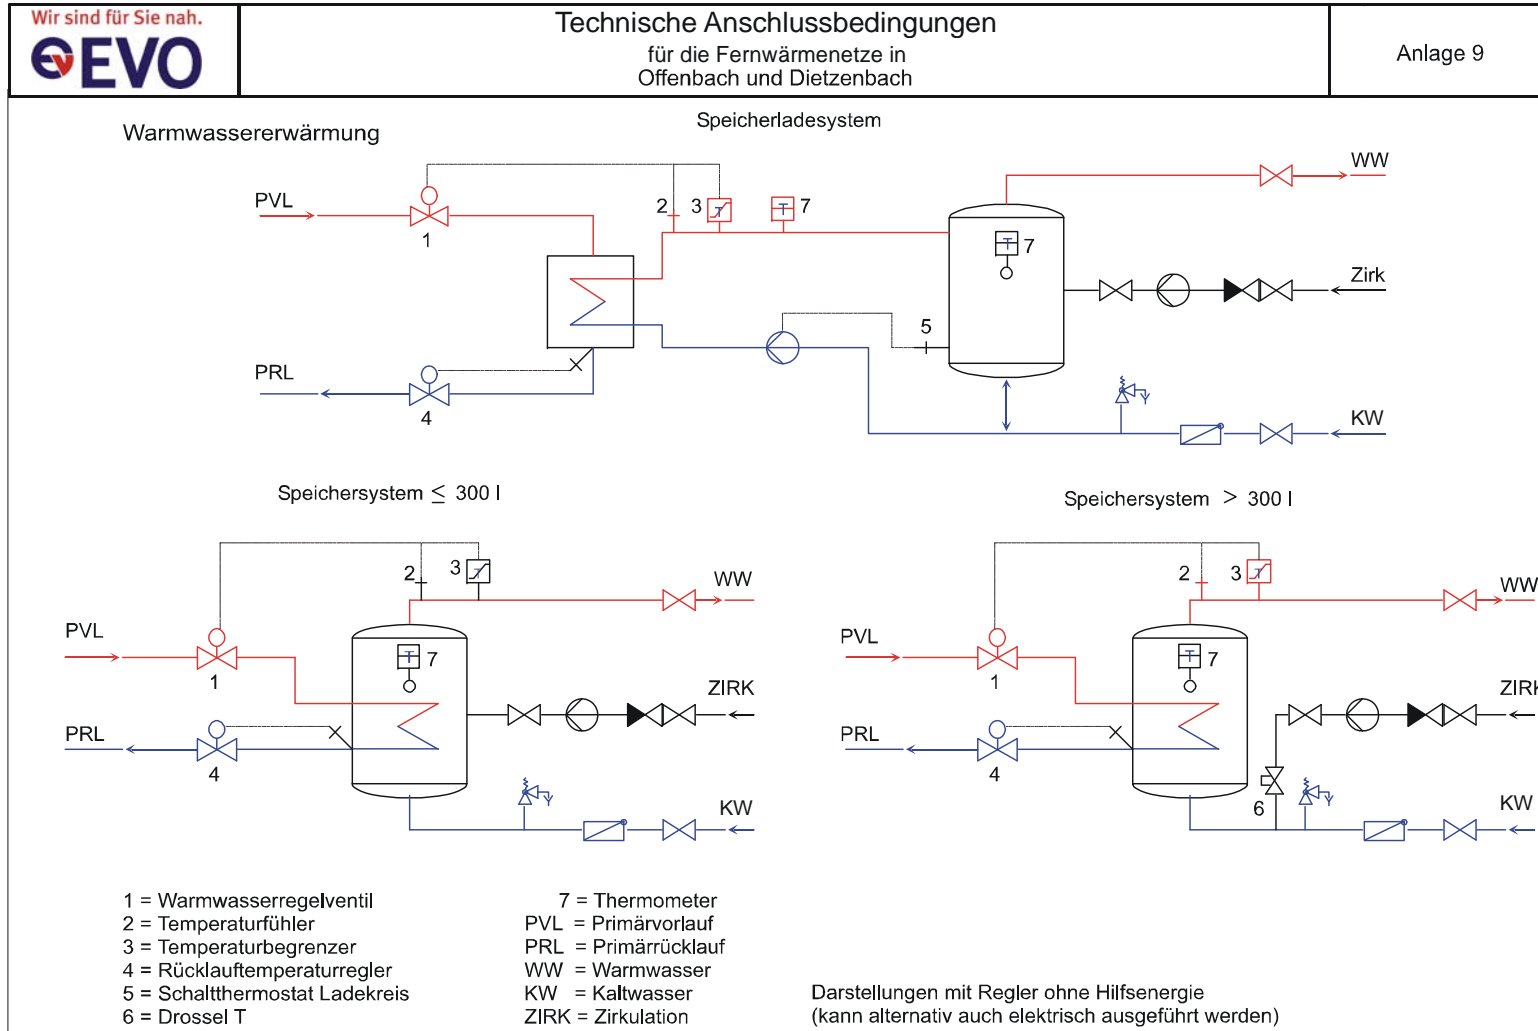 Wir sind für Sie nah.
EVO
Technische Anschlussbedingungen
für die Fernwärmenetze in
Offenbach und Dietzenbach
Anlage 9
Warmwassererwärmung
Speicherladesystem
WW
PVL
2
3
T
T
7
1
T
7
Zirk
5
PRL
4
KW
Speichersystem ≤ 300 l
Speichersystem > 300 l
2
3
T
WW
PVL
T
7
1
ZIRK
PRL
4
KW
2
3
T
WW
PVL
T
7
1
ZIRK
PRL
4
6
KW
1 = Warmwasserregelventil
2 = Temperaturfühler
3 = Temperaturbegrenzer
4 = Rücklauftemperaturregler
5 = Schaltthermostat Ladekreis
6 = Drossel T
7 = Thermometer
PVL = Primärvorlauf
PRL = Primärrücklauf
WW = Warmwasser
KW = Kaltwasser
ZIRK = Zirkulation
Darstellungen mit Regler ohne Hilfsenergie
(kann alternativ auch elektrisch ausgeführt werden)